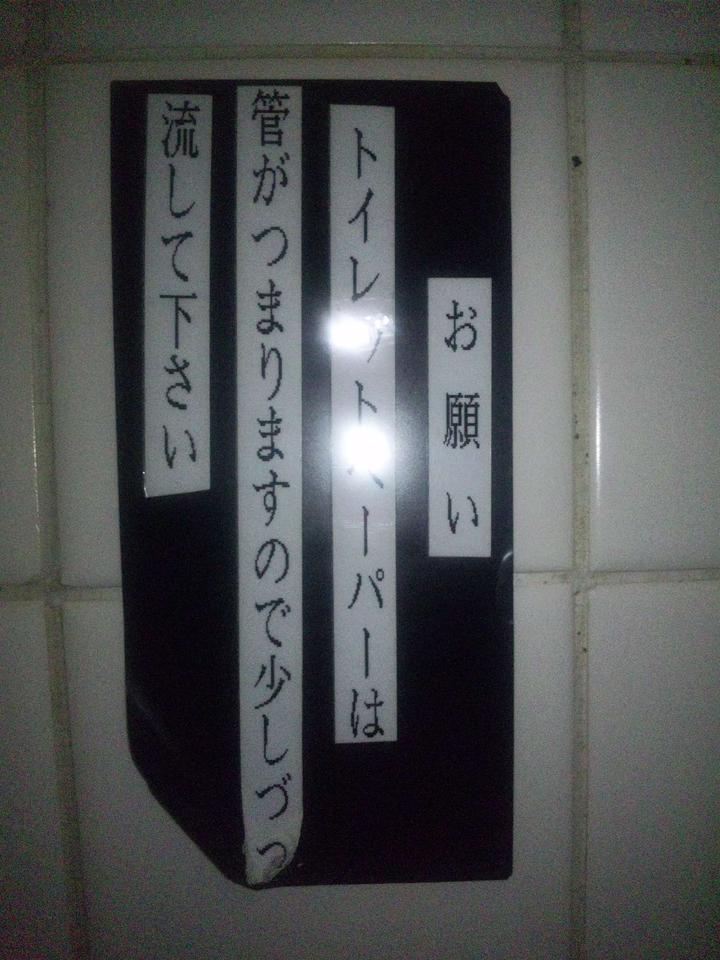 お願い
トイレットペーパーは
管がつまりますので少しづつ
流して下さい